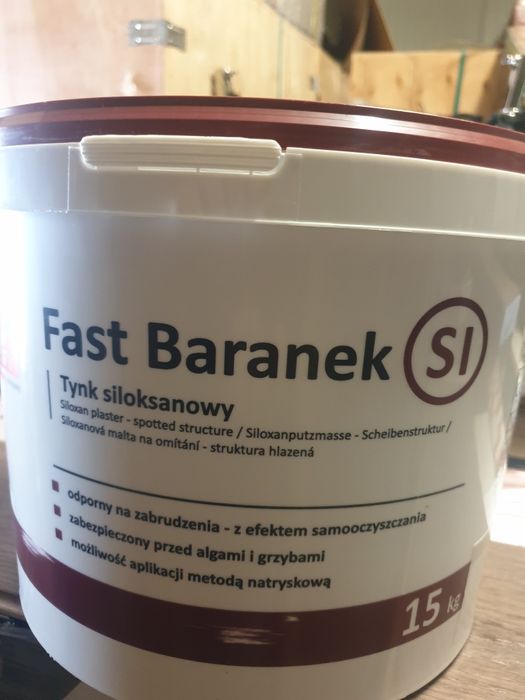 Fast Baranek SI
Tynk siloksanowy
Siloxan plaster - spotted structure / Siloxanputzmasse - Scheibenstruktur /
Siloxanová malta na omítání - struktura hlazená
odporny na zabrudzenia - z efektem samooczyszczania
zabezpieczony przed algami i grzybami
możliwość aplikacji metodą natryskową
15 kg